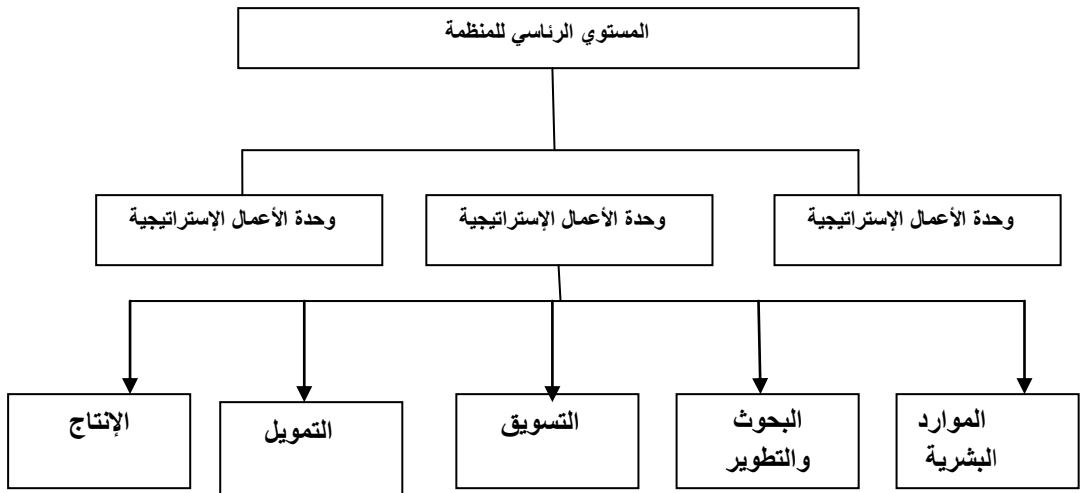 المستوي الرئاسي للمنظمة
وحدة الأعمال الإستراتيجية
وحدة الأعمال الإستراتيجية
وحدة الأعمال الإستراتيجية
الموارد
البشرية
البحوث
والتطوير
التسويق
التمويل
الإنتاج